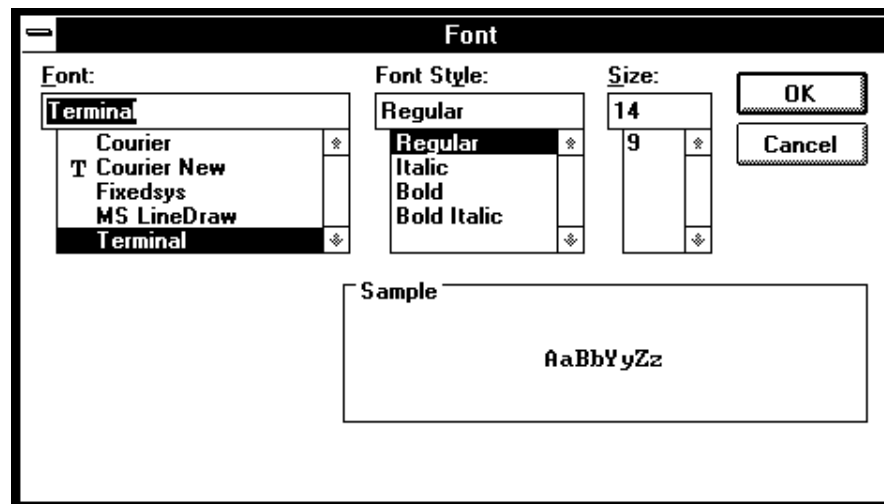 Font
Font:
Font Style:
Size:
Terminal
Regular
14
OK
Cancel
Courier
T Courier New
Fixedsys
MS LineDraw
Terminal
Regular
Italic
Bold
Bold Italic
9
Sample
AaBbYyZz